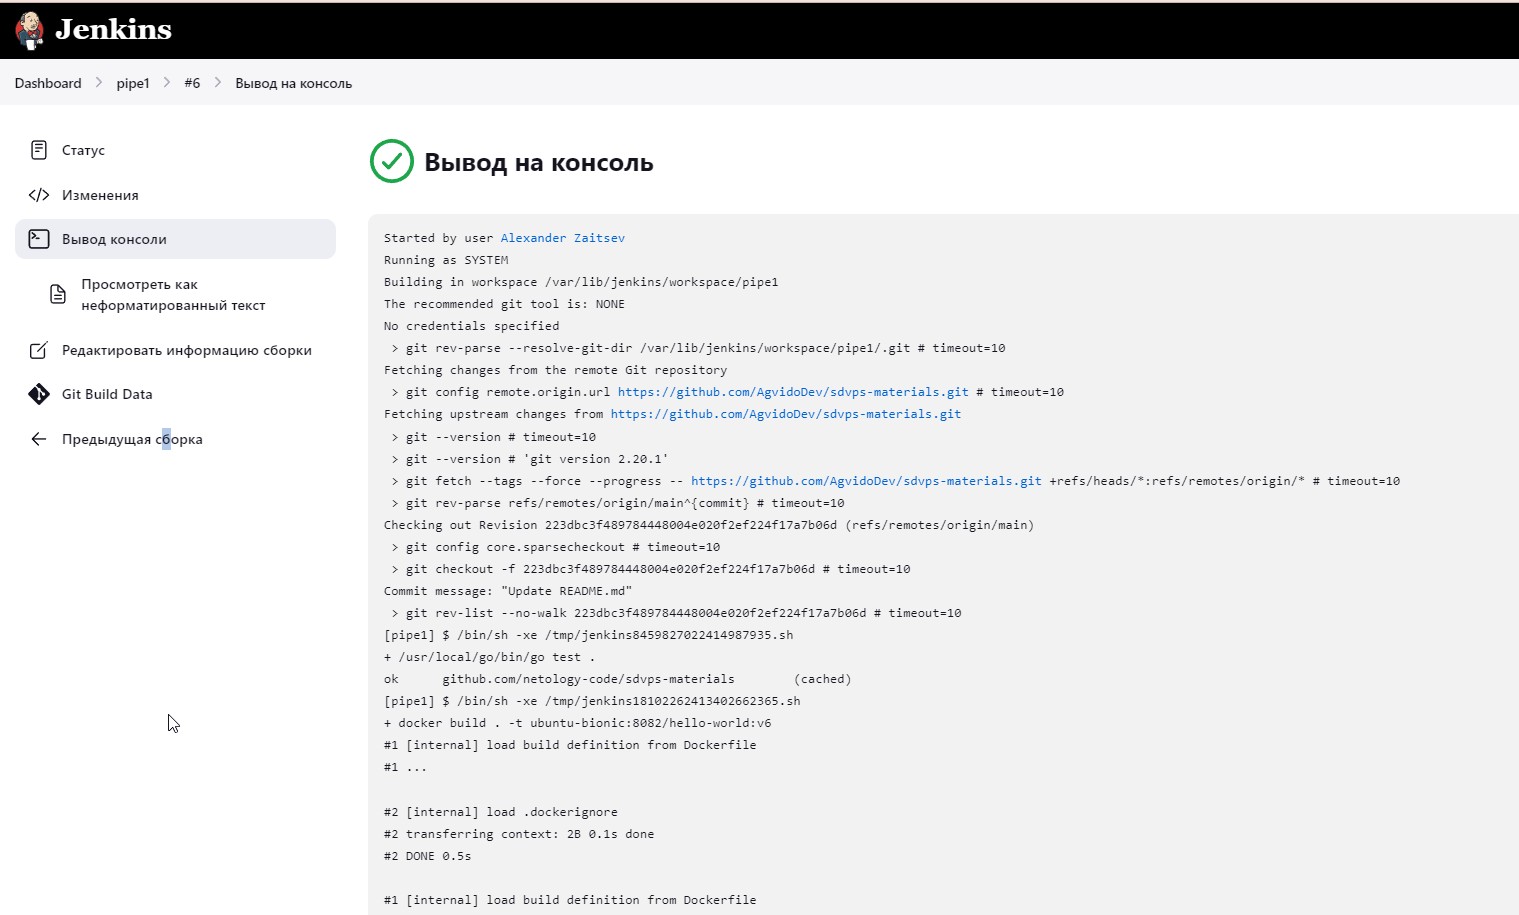 Jenkins
Dashboard > pipe1 > #6 > Вывод на консоль
Статус
Изменения
Вывод консоли
Просмотреть как
неформатированный текст
Редактировать информацию сборки
Git Build Data
Предыдущая сборка
Вывод на консоль
Started by user Alexander Zaitsev
Running as SYSTEM
Building in workspace /var/lib/jenkins/workspace/pipe1
The recommended git tool is: NONE
No credentials specified
 > git rev-parse --resolve-git-dir /var/lib/jenkins/workspace/pipe1/.git # timeout=10
Fetching changes from the remote Git repository
 > git config remote.origin.url https://github.com/AgvidoDev/sdvps-materials.git # timeout=10
Fetching upstream changes from https://github.com/AgvidoDev/sdvps-materials.git
 > git --version # timeout=10
 > git --version # 'git version 2.20.1'
 > git fetch --tags --force --progress -- https://github.com/AgvidoDev/sdvps-materials.git +refs/heads/*:refs/remotes/origin/* # timeout=10
 > git rev-parse refs/remotes/origin/main^{commit} # timeout=10
Checking out Revision 223dbc3f489784448004e020f2ef224f17a7b06d (refs/remotes/origin/main)
 > git config core.sparsecheckout # timeout=10
 > git checkout -f 223dbc3f489784448004e020f2ef224f17a7b06d # timeout=10
Commit message: "Update README.md"
 > git rev-list --no-walk 223dbc3f489784448004e020f2ef224f17a7b06d # timeout=10
[pipe1] $ /bin/sh -xe /tmp/jenkins8459827022414987935.sh
+ /usr/local/go/bin/go test .
ok      github.com/netology-code/sdvps-materials        (cached)
[pipe1] $ /bin/sh -xe /tmp/jenkins18102262413402662365.sh
+ docker build . -t ubuntu-bionic:8082/hello-world:v6
#1 [internal] load build definition from Dockerfile
#1 ...
#2 [internal] load .dockerignore
#2 transferring context: 2B 0.1s done
#2 DONE 0.5s
#1 [internal] load build definition from Dockerfile